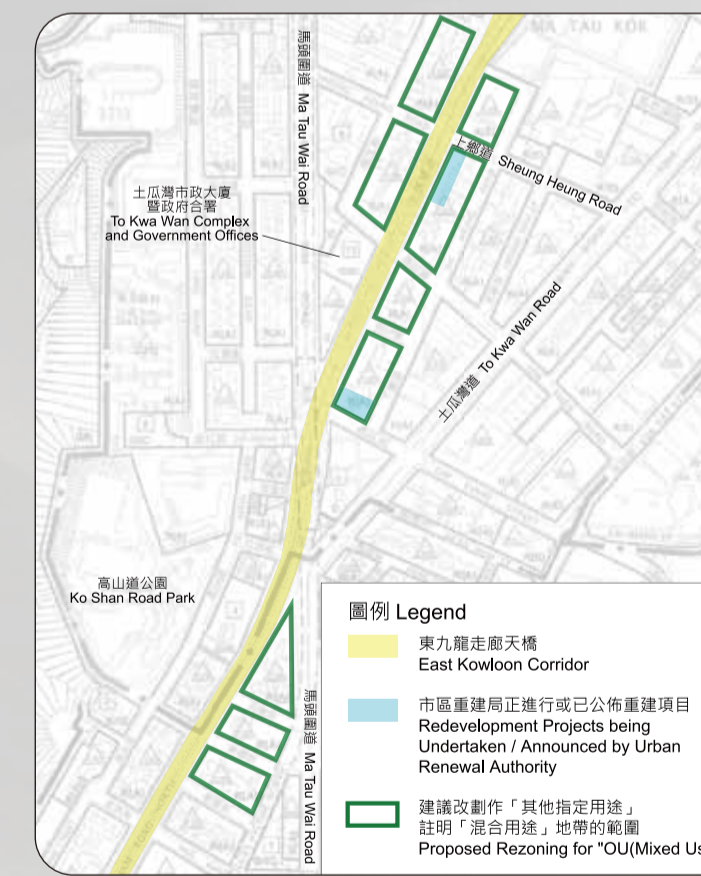 MA TAU KOK
馬頭圍道 Ma Tau Wai Road
上鄉道 Sheung Heung Road
土瓜灣市政大廈
暨政府合署
To Kwa Wan Complex
and Government Offices
土瓜灣道 To Kwa Wan Road
高山道公園
Ko Shan Road Park
馬頭圍道 Ma Tau Wai Road
圖例 Legend
東九龍走廊天橋
East Kowloon Corridor
市區重建局正進行或已公佈重建項目
Redevelopment Projects being
Undertaken / Announced by Urban
Renewal Authority
建議改劃作「其他指定用途」
註明「混合用途」地帶的範圍
Proposed Rezoning for "OU(Mixed Us